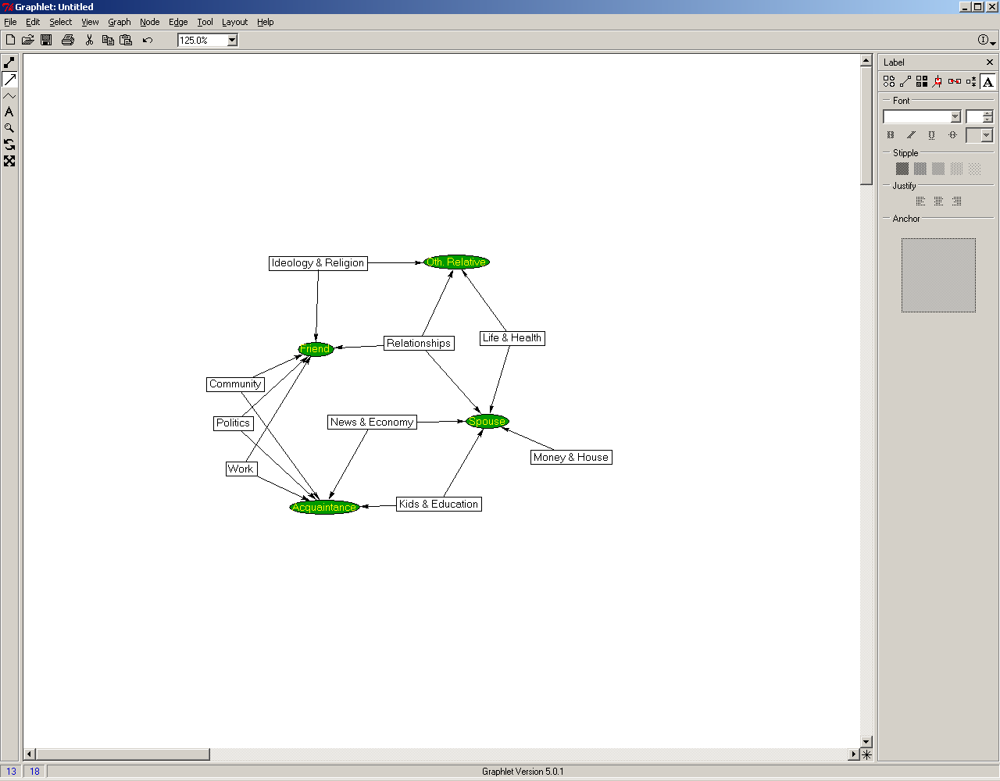 Graphlet: Untitled
File Edit Select View Graph Node Edge Tool Layout Help
125.0%
Label
A
A
Font
B I U O
Stipple
Justify
Anchor
Ideology & Religion
Oth. Relative
Friend
Relationships
Life & Health
Community
Politics
News & Economy
Spouse
Work
Money & House
Acquaintance
Kids & Education
13 18 Graphlet Version 5.0.1